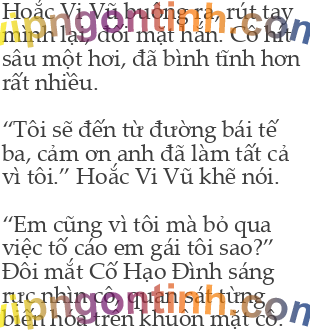 Hoắc Vi Vũ buông ra, rút tay
mình lại, đối mặt hắn. Cô hít
sâu một hơi, đã bình tĩnh hơn
rất nhiều.
“Tôi sẽ đến từ đường bái tế
ba, cảm ơn anh đã làm tất cả
vì tôi.” Hoắc Vi Vũ khẽ nói.
“Em cũng vì tôi mà bỏ qua
việc tố cáo em gái tôi sao?”
Đôi mắt Cố Hạo Đình sáng
rực nhìn cô, quan sát từng
biến hóa trên khuôn mặt cô.
vipngontinh.com
vipngontinh.com